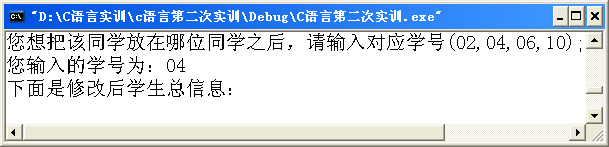 "D:\C语言实训\c语言第二次实训\Debug\C语言实训.exe"
您想把该同学放在哪位同学之后，请输入对应学号(02,04,06,10);
您输入的学号为：04
下面是修改后学生总信息：